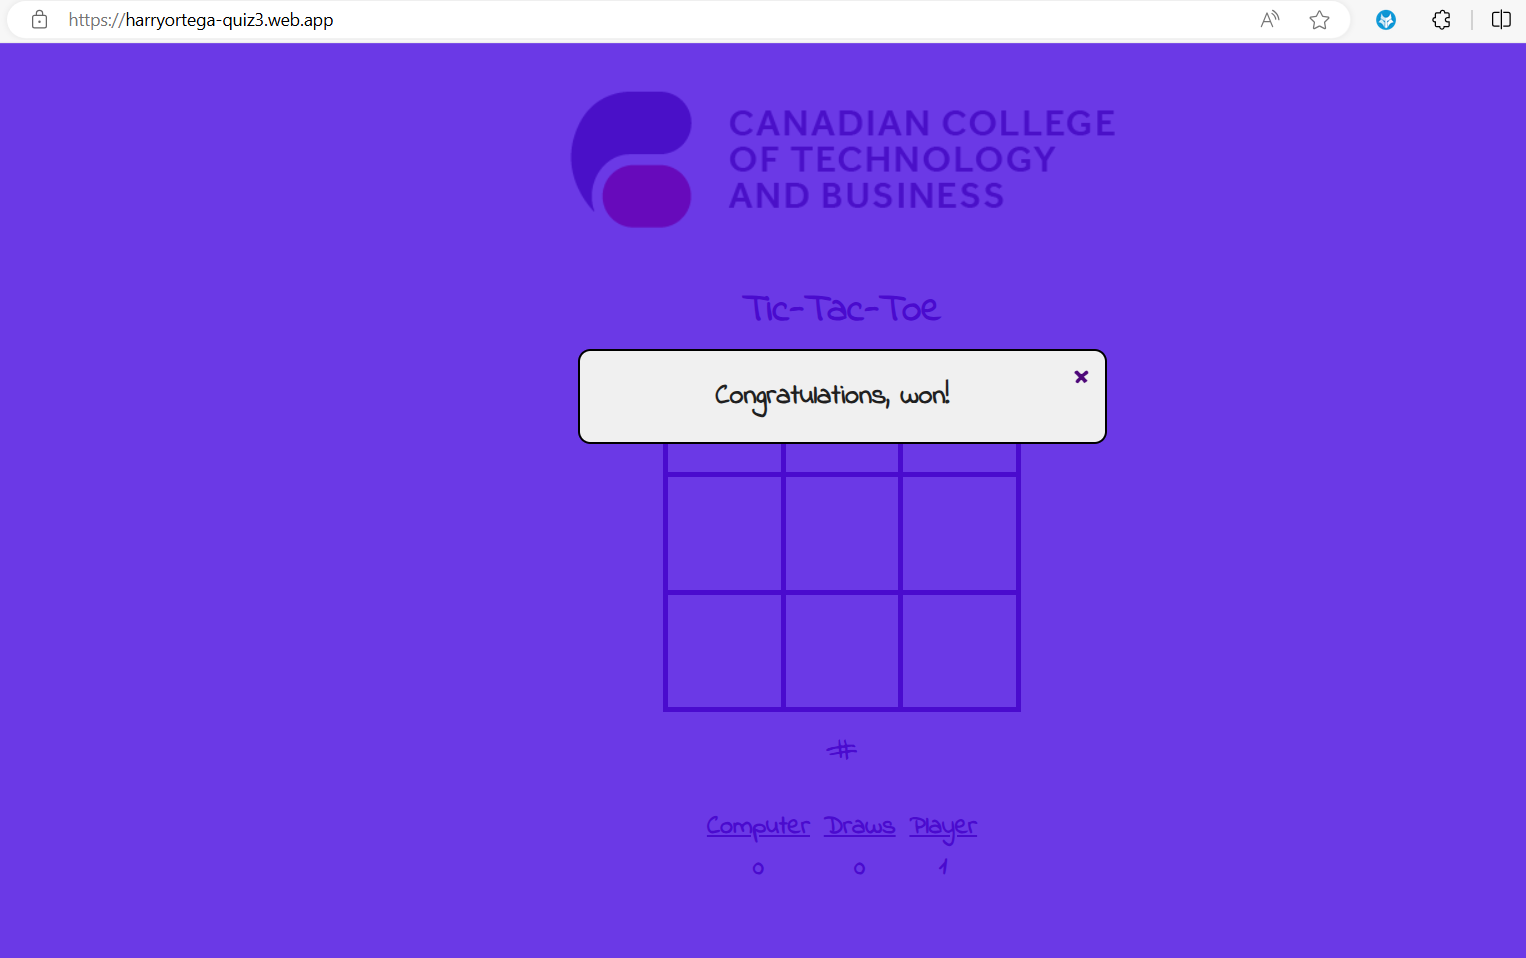 https://harryortega-quiz3.web.app
CANADIAN COLLEGE
OF TECHNOLOGY
AND BUSINESS
Tic-Tac-Toe
Congratulations, won!
#
Computer Draws Player
0 0 1